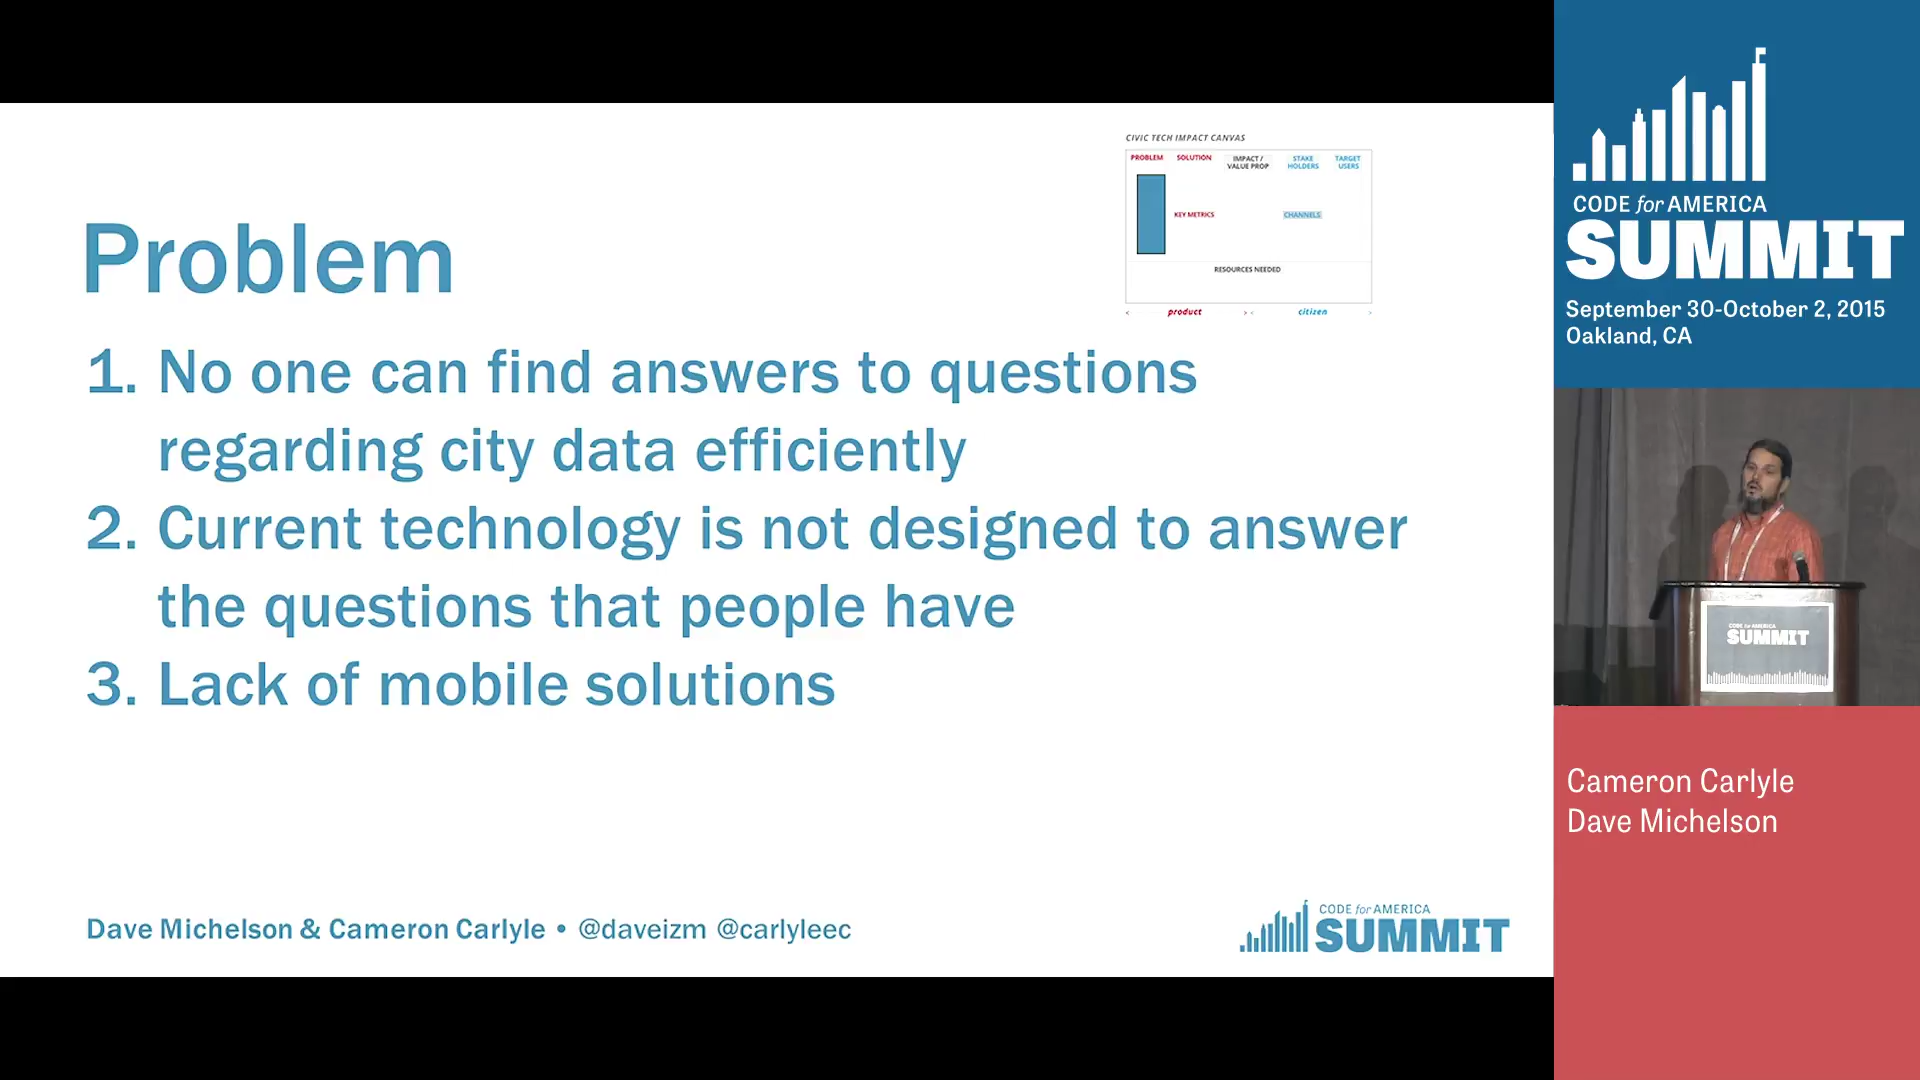 CIVIC TECH IMPACT CANVAS
PROBLEM SOLUTION IMPACT / VALUE PROP STAKE HOLDERS TARGET USERS
KEY METRICS CHANNELS
RESOURCES NEEDED
product citizen
Problem
1. No one can find answers to questions
regarding city data efficiently
2. Current technology is not designed to answer
the questions that people have
3. Lack of mobile solutions
Dave Michelson & Cameron Carlyle • @daveizm @carlyleec
CODE for AMERICA
SUMMIT
CODE for AMERICA
SUMMIT
September 30-October 2, 2015
Oakland, CA
CODE for AMERICA
SUMMIT
Cameron Carlyle
Dave Michelson